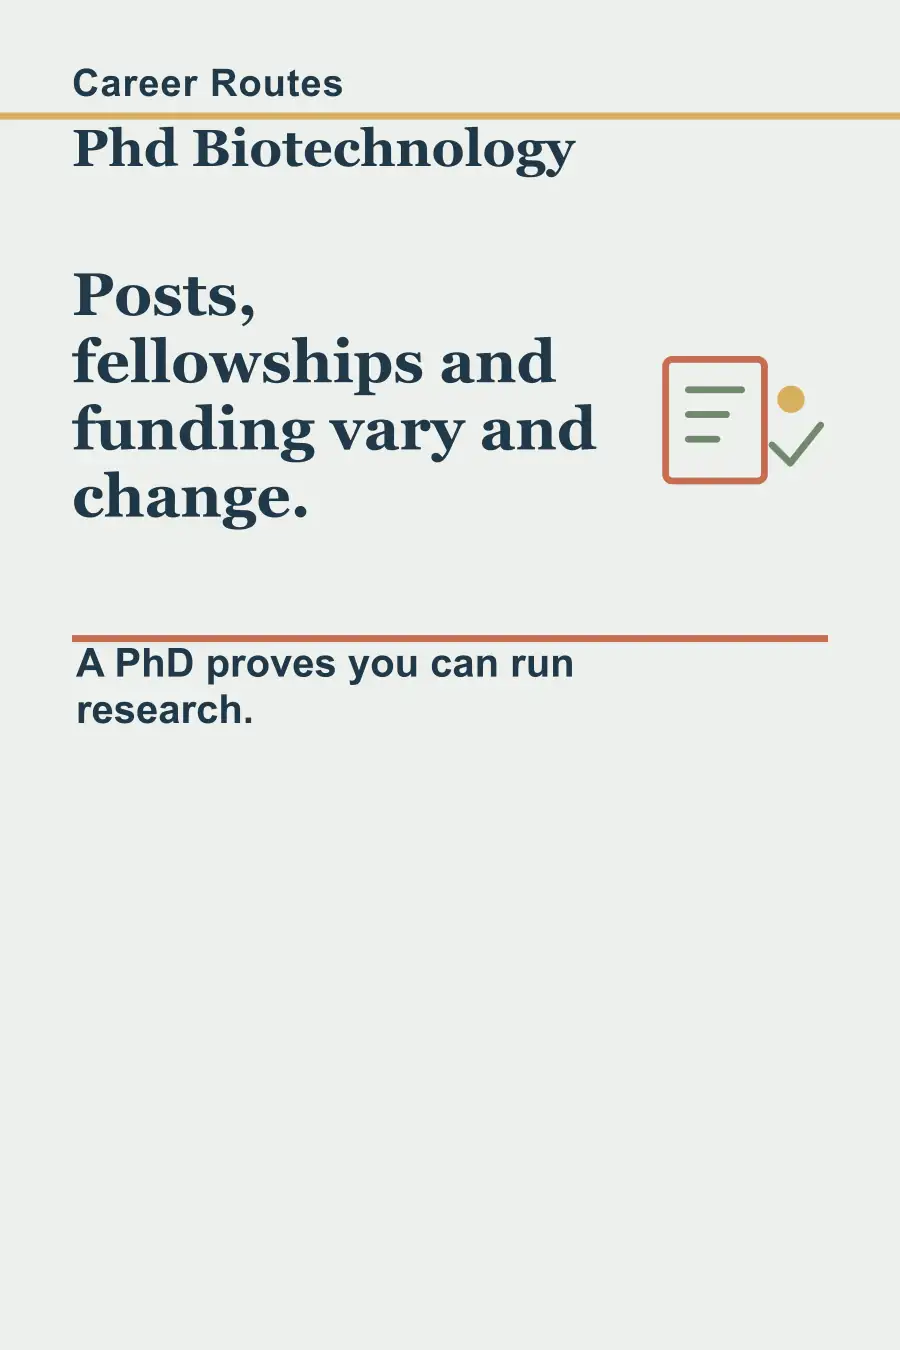 Career Routes
Phd Biotechnology
Posts,
fellowships and
funding vary and
change.
A PhD proves you can run
research.